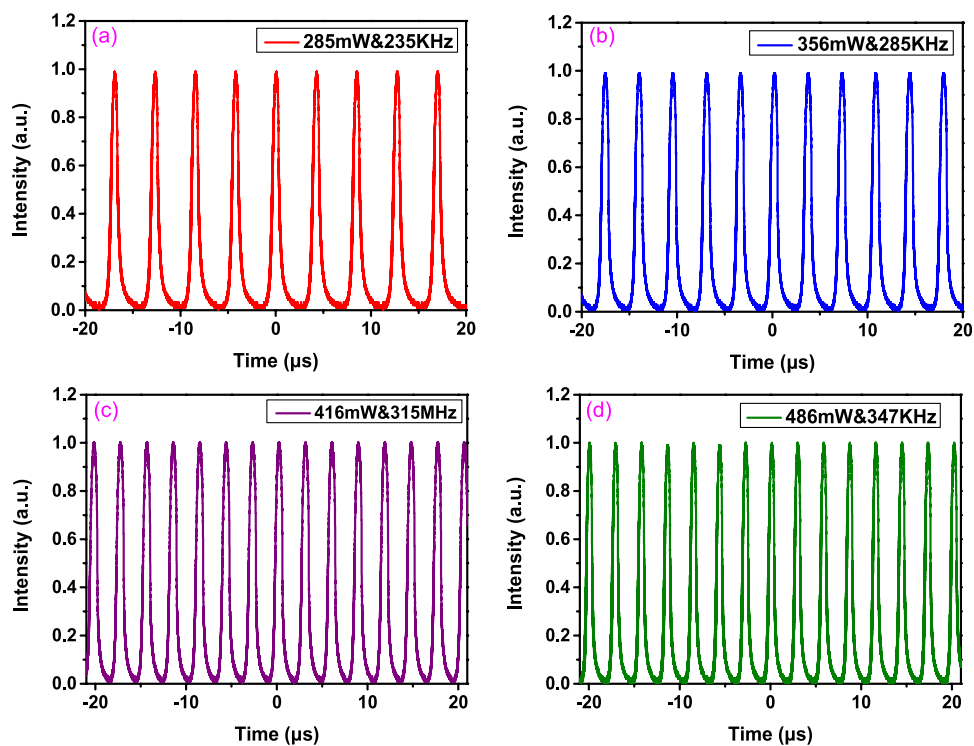 (a)
285mW&235KHz
1.2
1.0
0.8
0.6
0.4
0.2
0.0
Intensity (a.u.)
-20 -10 0 10 20
Time (μs)
(b)
356mW&285KHz
1.2
1.0
0.8
0.6
0.4
0.2
0.0
Intensity (a.u.)
-20 -10 0 10 20
Time (μs)
(c)
416mW&315MHz
1.2
1.0
0.8
0.6
0.4
0.2
0.0
Intensity (a.u.)
-20 -10 0 10 20
Time (μs)
(d)
486mW&347KHz
1.2
1.0
0.8
0.6
0.4
0.2
0.0
Intensity (a.u.)
-20 -10 0 10 20
Time (μs)